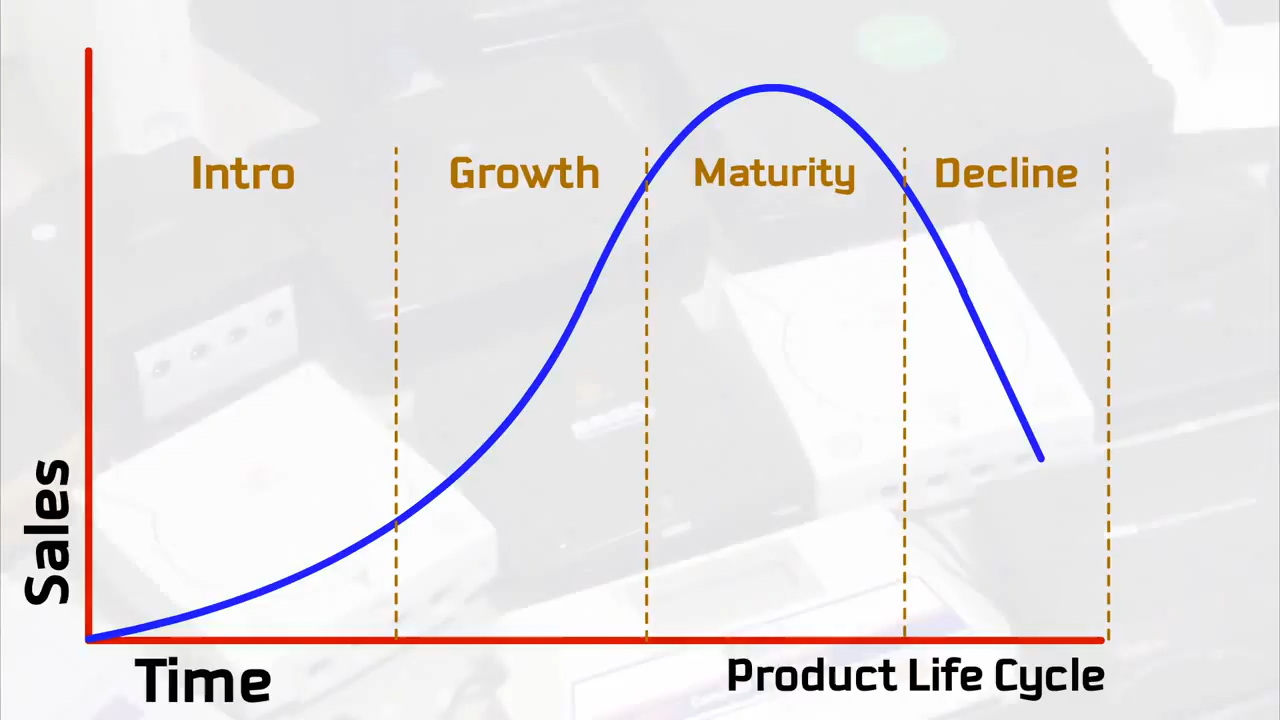 Intro
Growth
Maturity
Decline
Sales
Time
Product Life Cycle